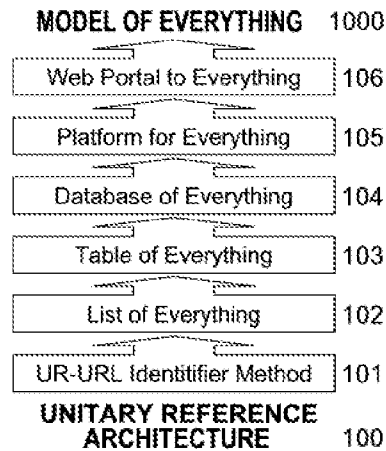 MODEL OF EVERYTHING 1000
Web Portal to Everything 106
Platform for Everything 105
Database of Everything 104
Table of Everything 103
List of Everything 102
UR-URL Identitifier Method 101
UNITARY REFERENCE
ARCHITECTURE 100